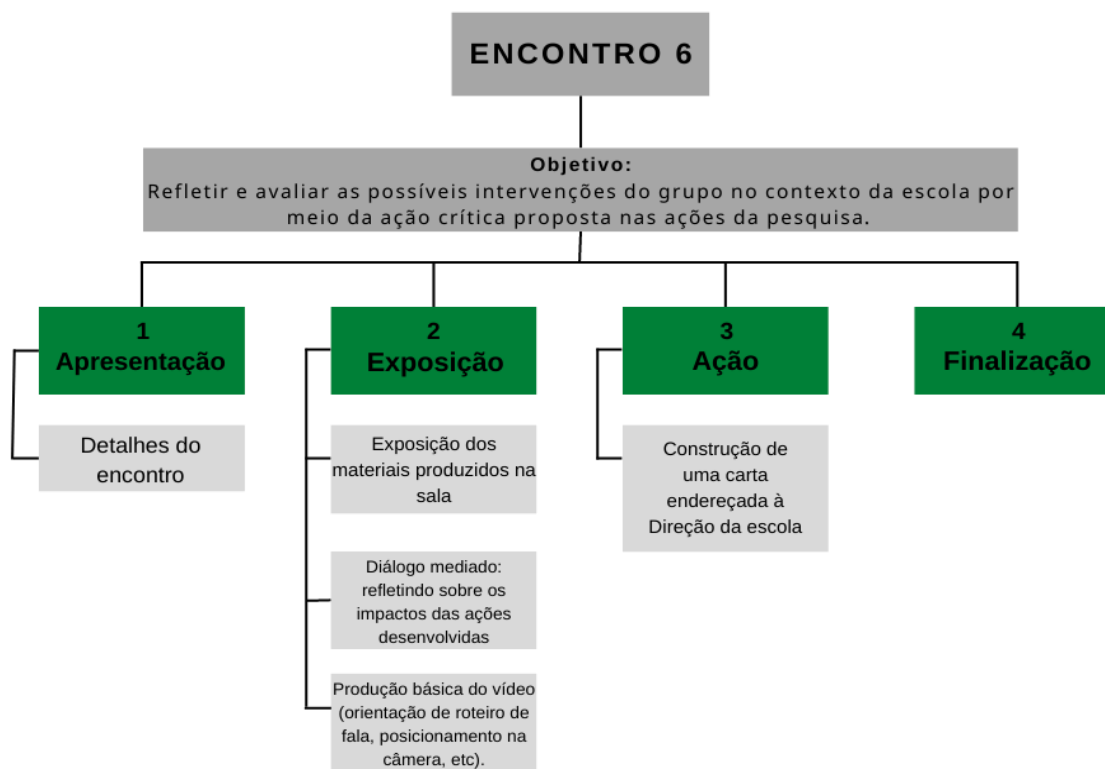 ENCONTRO 6
Objetivo:
Refletir e avaliar as possíveis intervenções do grupo no contexto da escola por
meio da ação crítica proposta nas ações da pesquisa.
1
Apresentação
Detalhes do
encontro
2
Exposição
Exposição dos
materiais produzidos na
sala
Diálogo mediado:
refletindo sobre os
impactos das ações
desenvolvidas
Produção básica do vídeo
(orientação de roteiro de
fala, posicionamento na
câmera, etc).
3
Ação
Construção de
uma carta
endereçada à
Direção da escola
4
Finalização